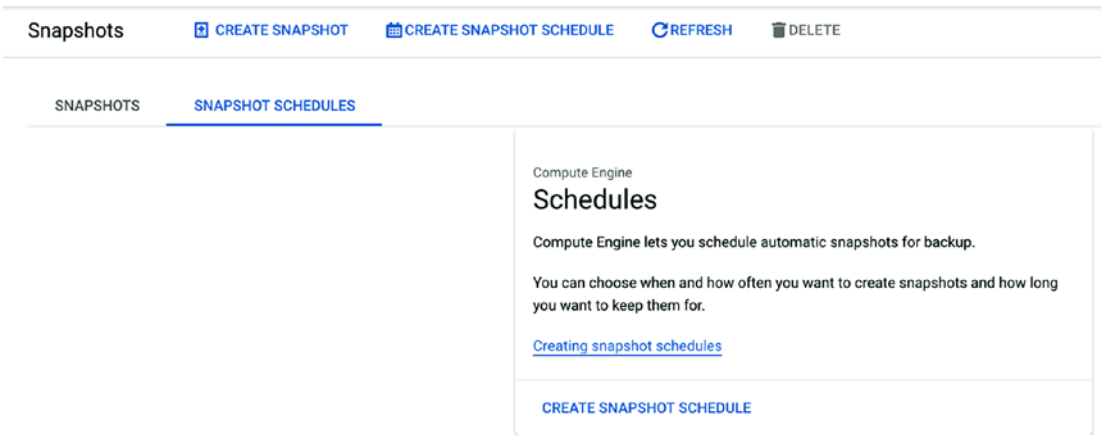 Snapshots CREATE SNAPSHOT CREATE SNAPSHOT SCHEDULE REFRESH DELETE
SNAPSHOTS SNAPSHOT SCHEDULES
Compute Engine
Schedules
Compute Engine lets you schedule automatic snapshots for backup.
You can choose when and how often you want to create snapshots and how long
you want to keep them for.
Creating snapshot schedules
CREATE SNAPSHOT SCHEDULE